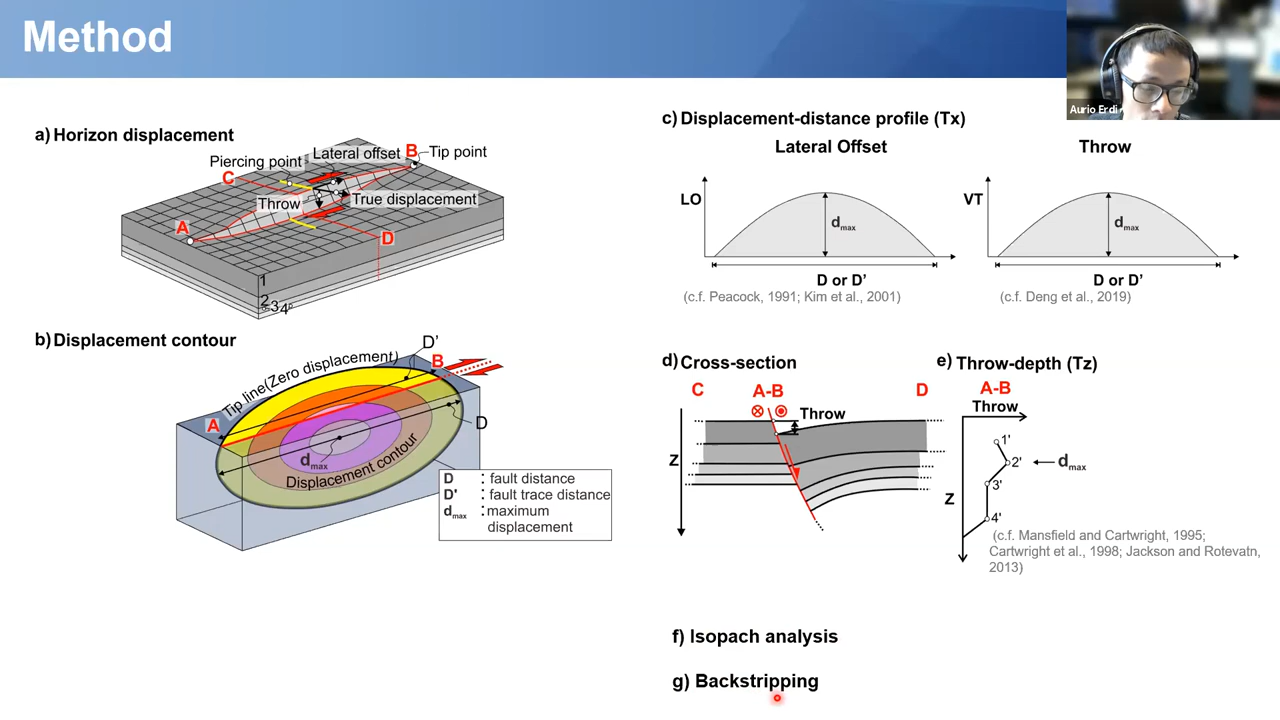 Method
Aurio Erdi
a) Horizon displacement
Piercing point
Lateral offset
B
Tip point
C
Throw
True displacement
A
D
1
2
3
4
b) Displacement contour
D'
Tip line(Zero displacement)
B
A
D
dmax
Displacement contour
D : fault distance
D' : fault trace distance
dmax : maximum
displacement
c) Displacement-distance profile (Tx)
Lateral Offset
LO
dmax
D or D’
(c.f. Peacock, 1991; Kim et al., 2001)
Throw
VT
dmax
D or D’
(c.f. Deng et al., 2019)
d) Cross-section
C
A-B
D
Throw
Z
e) Throw-depth (Tz)
A-B
Throw
1'
2'
dmax
3'
Z
4'
(c.f. Mansfield and Cartwright, 1995;
Cartwright et al., 1998; Jackson and Rotevatn,
2013)
f) Isopach analysis
g) Backstripping